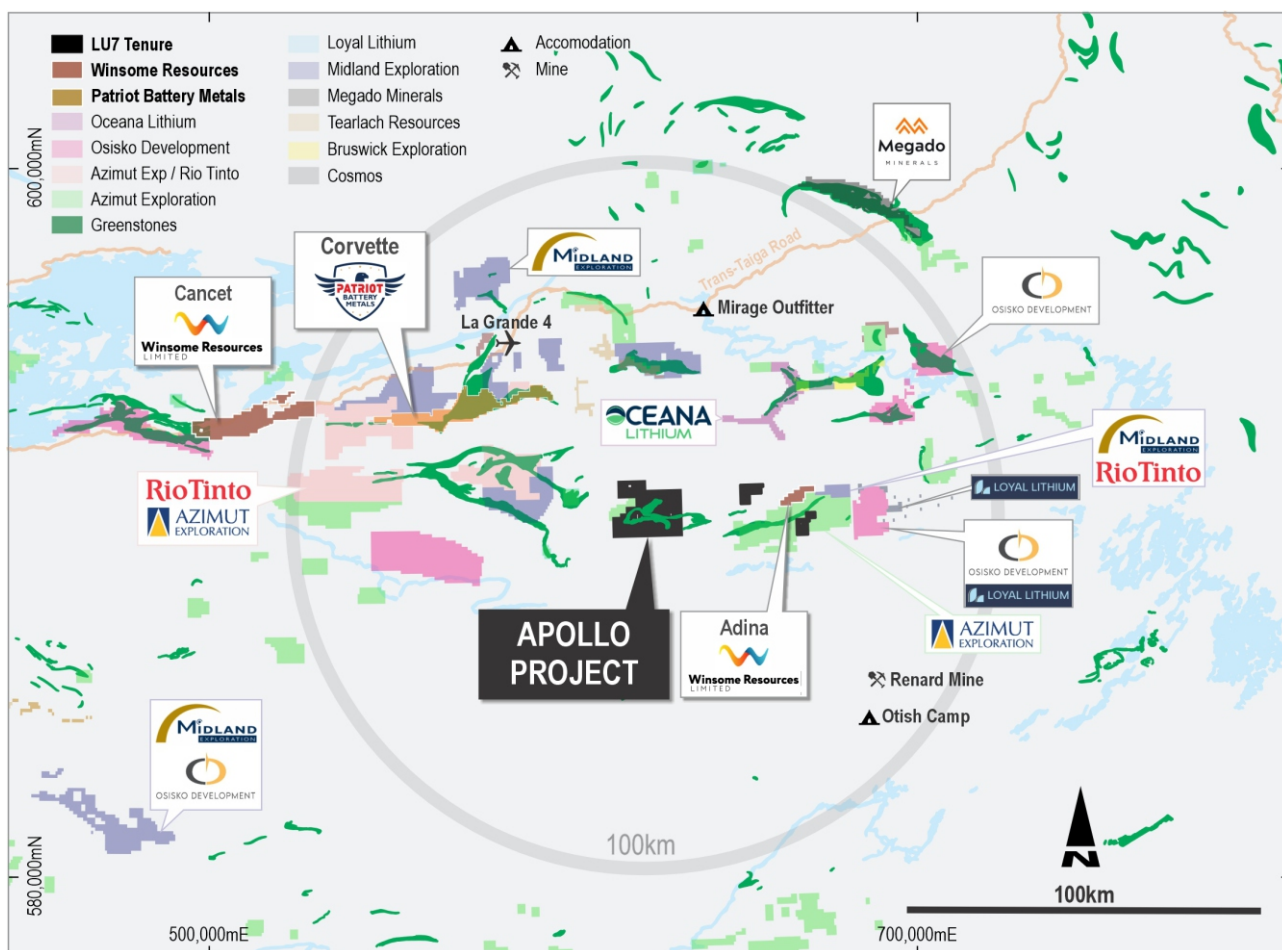 LU7 Tenure
Winsome Resources
Patriot Battery Metals
Oceana Lithium
Osisko Development
Azimut Exp / Rio Tinto
Azimut Exploration
Greenstones
Loyal Lithium
Midland Exploration
Megado Minerals
Tearlach Resources
Bruswick Exploration
Cosmos
Accomodation
Mine
600,000mN
Megado
MINERALS
Trans-Taiga Road
Corvette
PATRIOT
BATTERY
METALS
MIDLAND
EXPLORATION
Cancet
Winsome Resources
LIMITED
La Grande 4
Mirage Outfitter
OSISKO DEVELOPMENT
OCEANA
LITHIUM
MIDLAND
EXPLORATION
RioTinto
RioTinto
AZIMUT
EXPLORATION
LOYAL LITHIUM
OSISKO DEVELOPMENT
LOYAL LITHIUM
APOLLO
PROJECT
Adina
Winsome Resources
LIMITED
AZIMUT
EXPLORATION
Renard Mine
Otish Camp
MIDLAND
EXPLORATION
OSISKO DEVELOPMENT
100km
N
100km
580,000mN
500,000mE
700,000mE